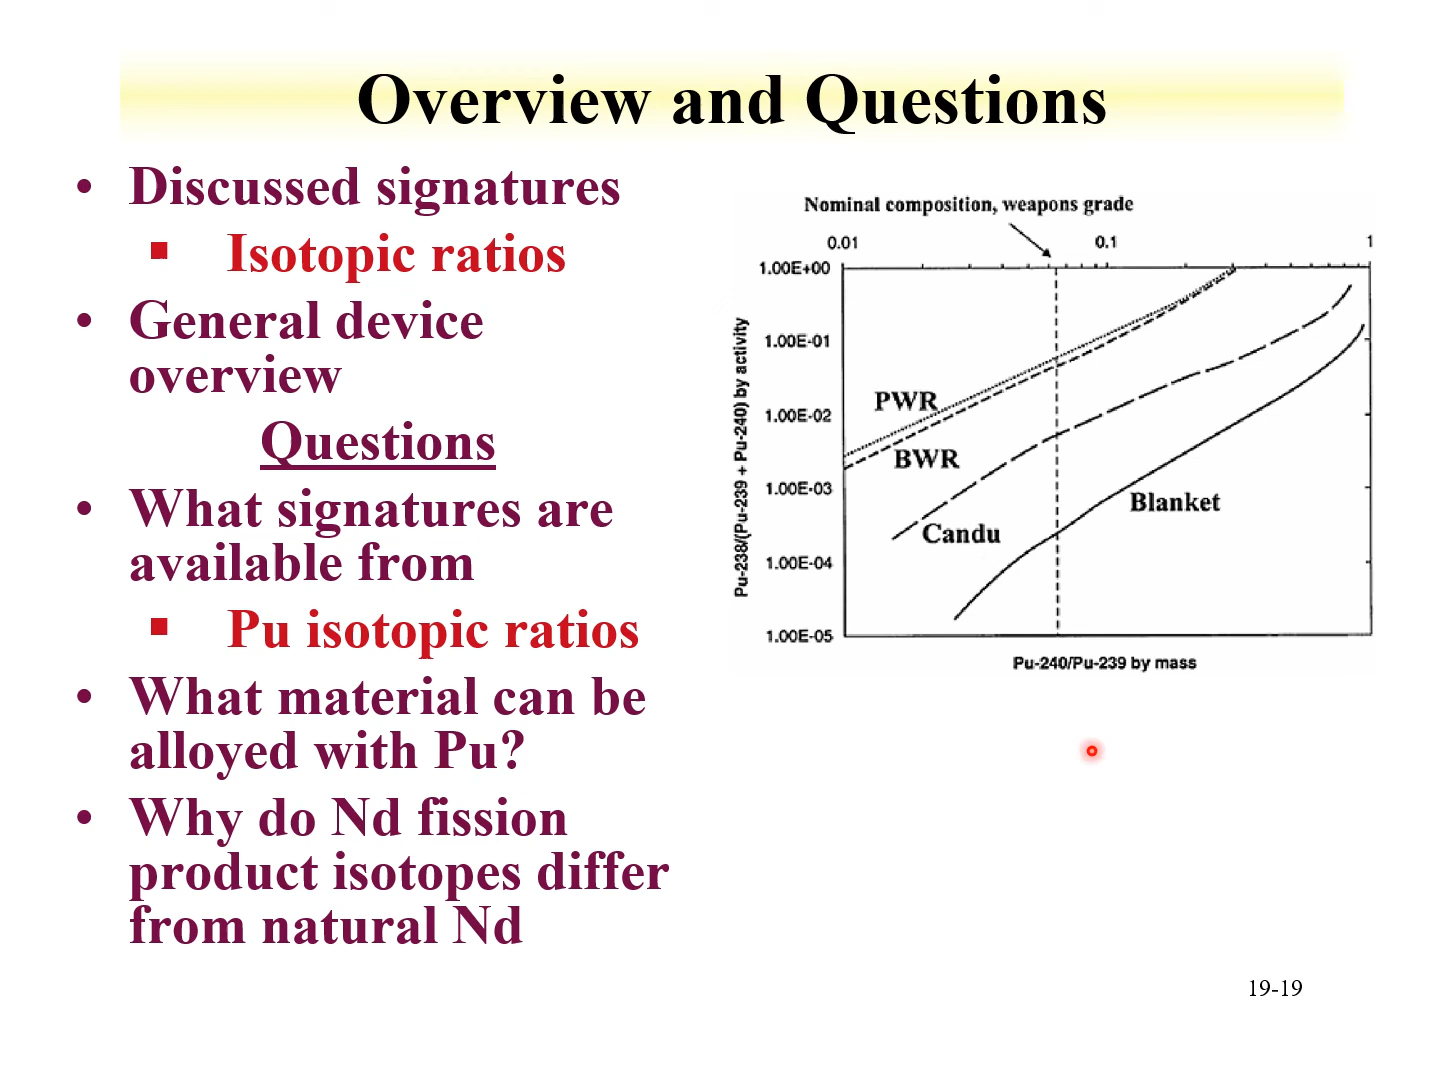 Overview and Questions
• Discussed signatures
▪ Isotopic ratios
• General device
overview
Questions
• What signatures are
available from
▪ Pu isotopic ratios
• What material can be
alloyed with Pu?
• Why do Nd fission
product isotopes differ
from natural Nd
Nominal composition, weapons grade
0.01 0.1 1
1.00E+00
1.00E-01
1.00E-02
1.00E-03
1.00E-04
1.00E-05
Pu-238/(Pu-239 + Pu-240) by activity
PWR
BWR
Candu
Blanket
Pu-240/Pu-239 by mass
19-19